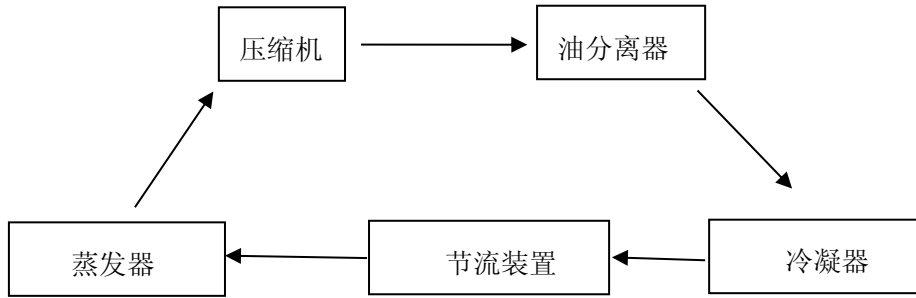 压缩机
油分离器
蒸发器
节流装置
冷凝器